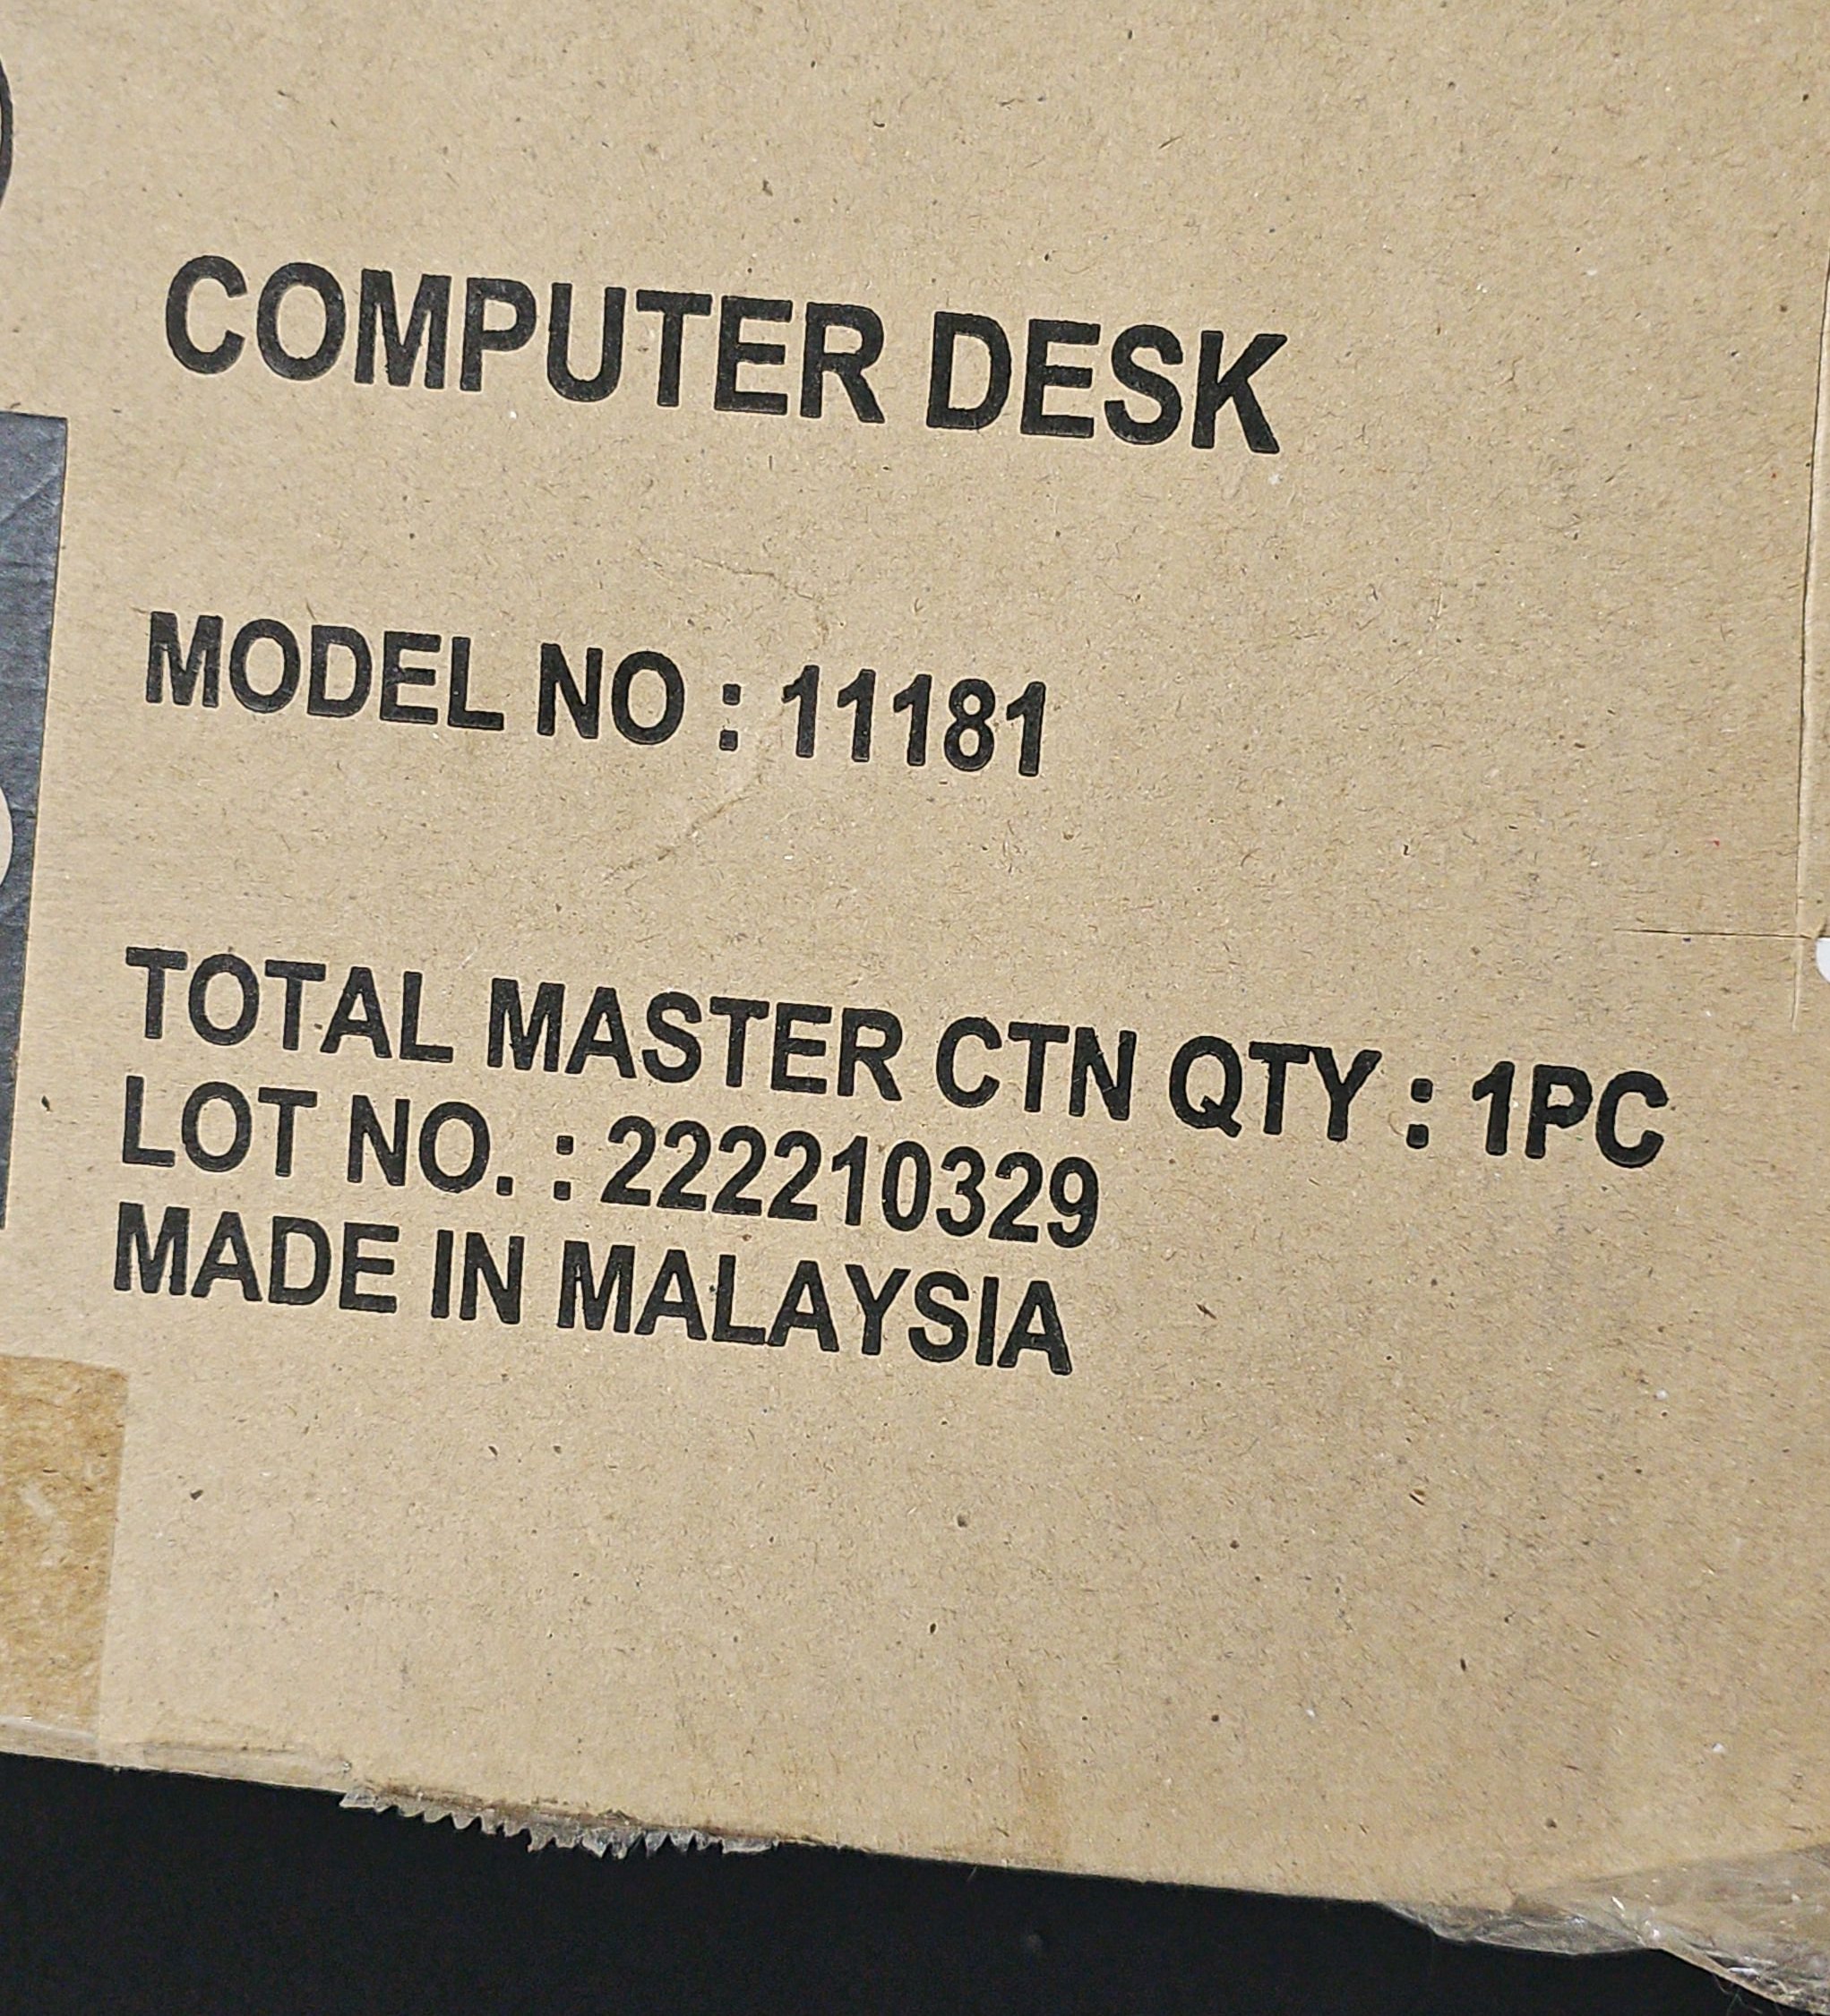 COMPUTER DESK
MODEL NO : 11181
TOTAL MASTER CTN QTY : 1PC
LOT NO. : 222210329
MADE IN MALAYSIA